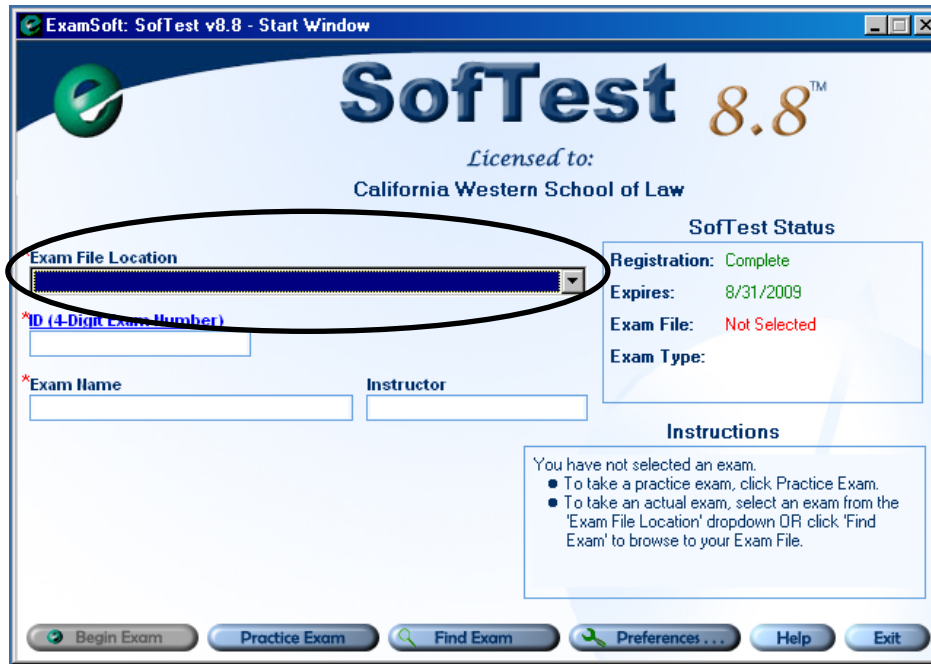 ExamSoft: SofTest v8.8 - Start Window
SofTest 8.8™
Licensed to:
California Western School of Law
SofTest Status
*Exam File Location
Registration: Complete
Expires: 8/31/2009
*ID (4-Digit Exam Number)
Exam File: Not Selected
Exam Type:
*Exam Name
Instructor
Instructions
You have not selected an exam.
● To take a practice exam, click Practice Exam.
● To take an actual exam, select an exam from the
'Exam File Location' dropdown OR click 'Find
Exam' to browse to your Exam File.
Begin Exam
Practice Exam
Find Exam
Preferences . . .
Help
Exit